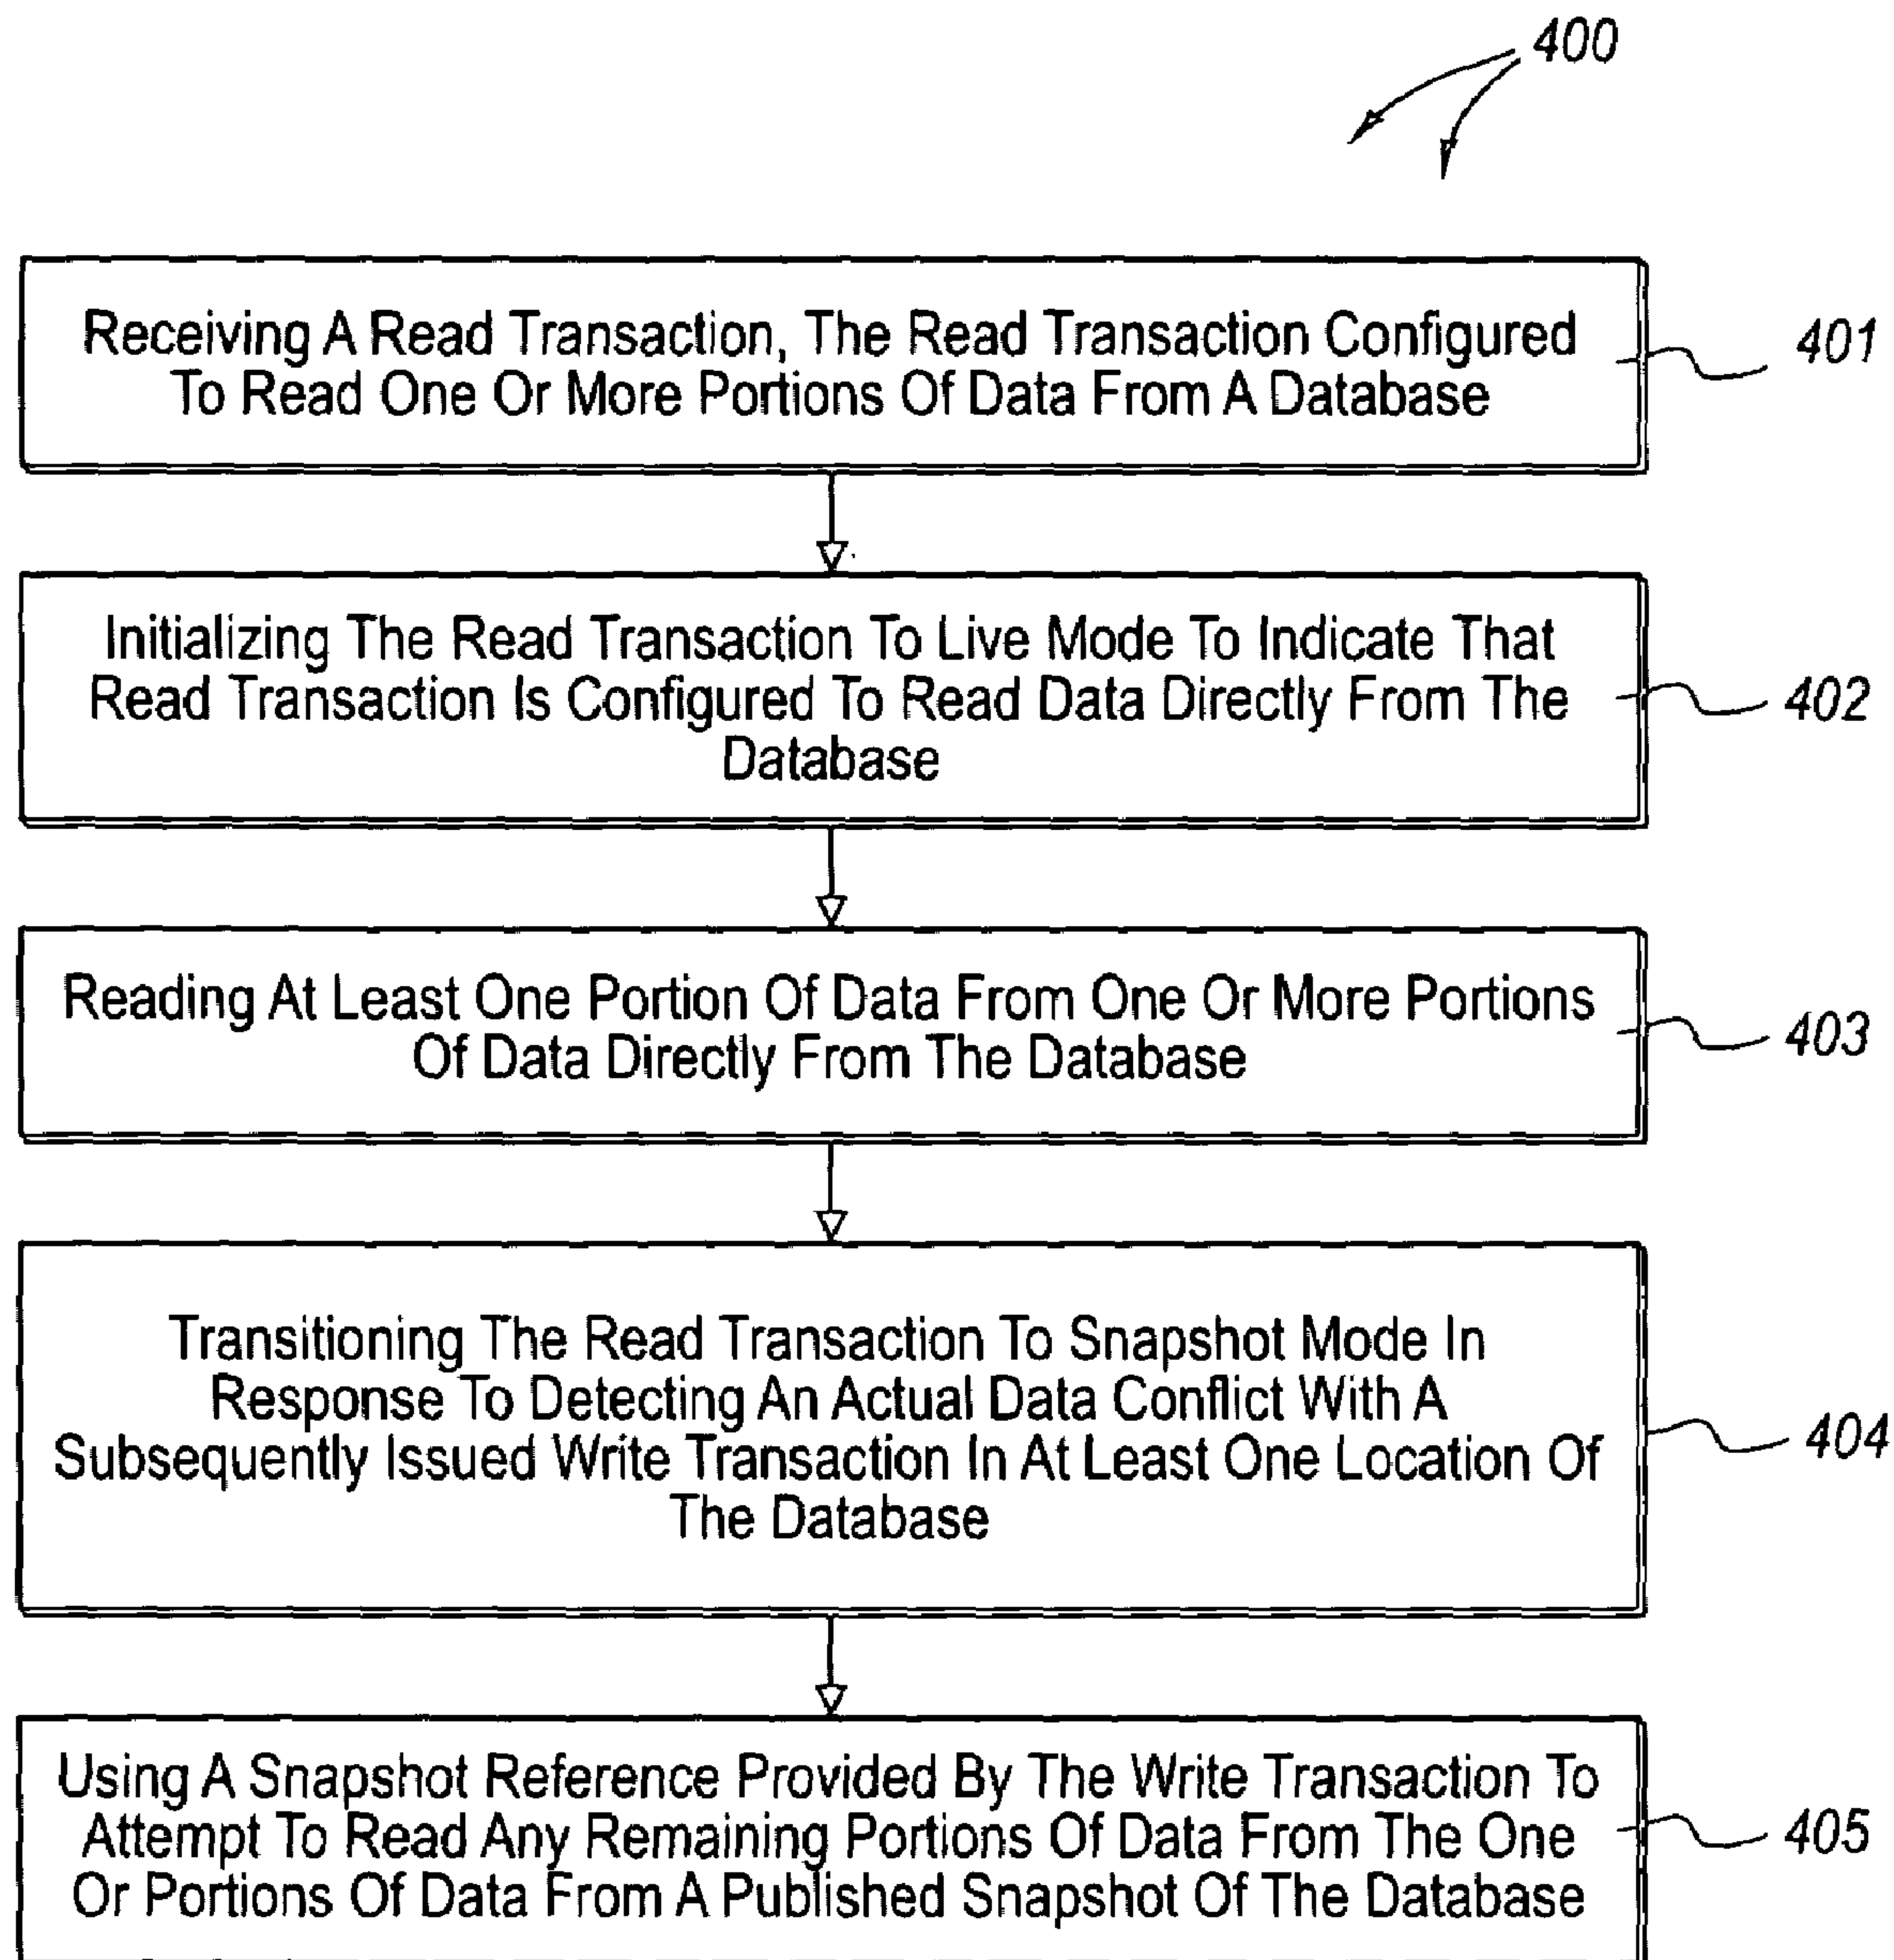 400
Receiving A Read Transaction, The Read Transaction Configured
To Read One Or More Portions Of Data From A Database
401
Initializing The Read Transaction To Live Mode To Indicate That
Read Transaction Is Configured To Read Data Directly From The
Database
402
Reading At Least One Portion Of Data From One Or More Portions
Of Data Directly From The Database
403
Transitioning The Read Transaction To Snapshot Mode In
Response To Detecting An Actual Data Conflict With A
Subsequently Issued Write Transaction In At Least One Location Of
The Database
404
Using A Snapshot Reference Provided By The Write Transaction To
Attempt To Read Any Remaining Portions Of Data From The One
Or Portions Of Data From A Published Snapshot Of The Database
405